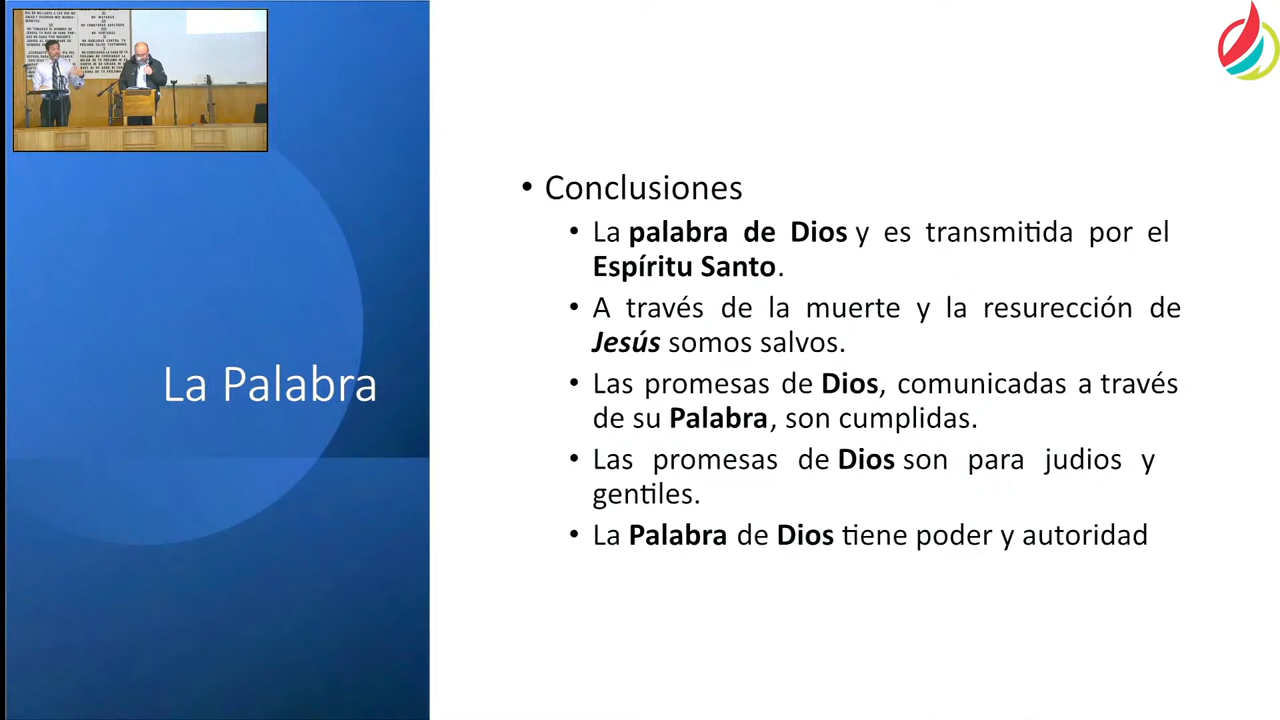 La Palabra
• Conclusiones
• La palabra de Dios y es transmitida por el
Espíritu Santo.
• A través de la muerte y la resurección de
Jesús somos salvos.
• Las promesas de Dios, comunicadas a través
de su Palabra, son cumplidas.
• Las promesas de Dios son para judios y
gentiles.
• La Palabra de Dios tiene poder y autoridad